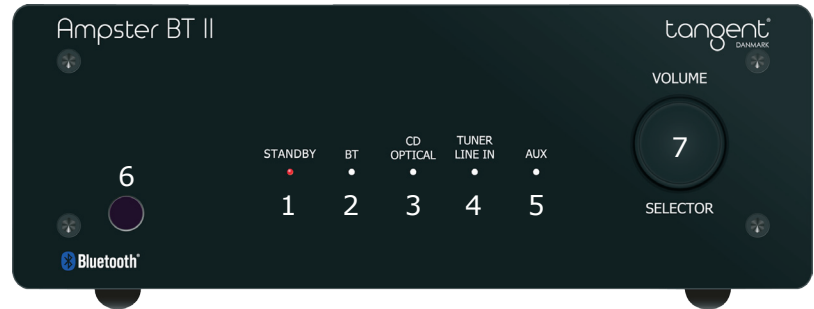 Ampster BT II
tangent®
DANMARK
VOLUME
7
SELECTOR
STANDBY
BT
CD
OPTICAL
TUNER
LINE IN
AUX
6
1
2
3
4
5
Bluetooth®